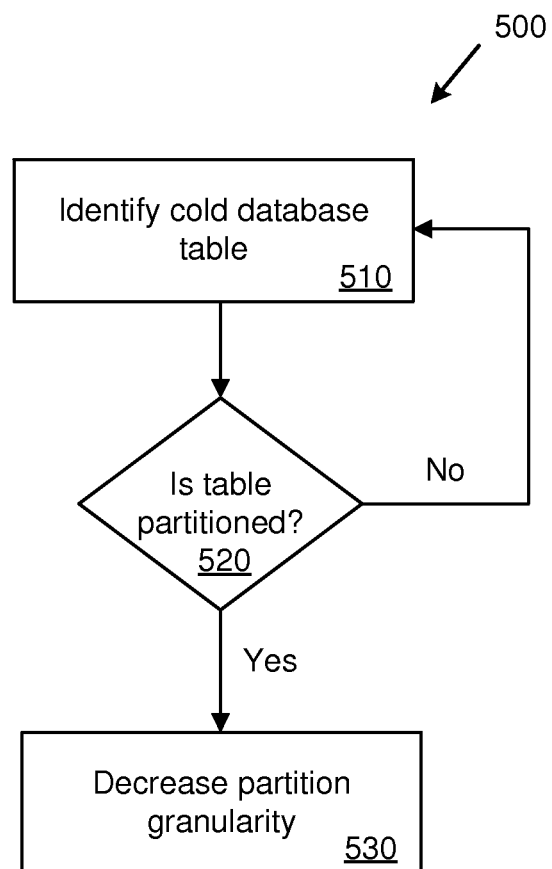 500
Identify cold database
table
510
Is table
partitioned?
520
No
Yes
Decrease partition
granularity
530